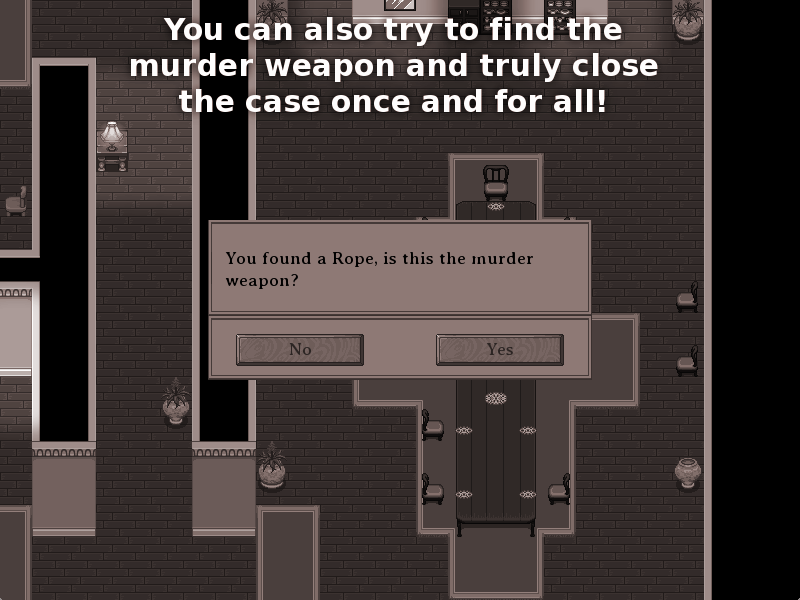 You can also try to find the
murder weapon and truly close
the case once and for all!
You found a Rope, is this the murder
weapon?
No
Yes